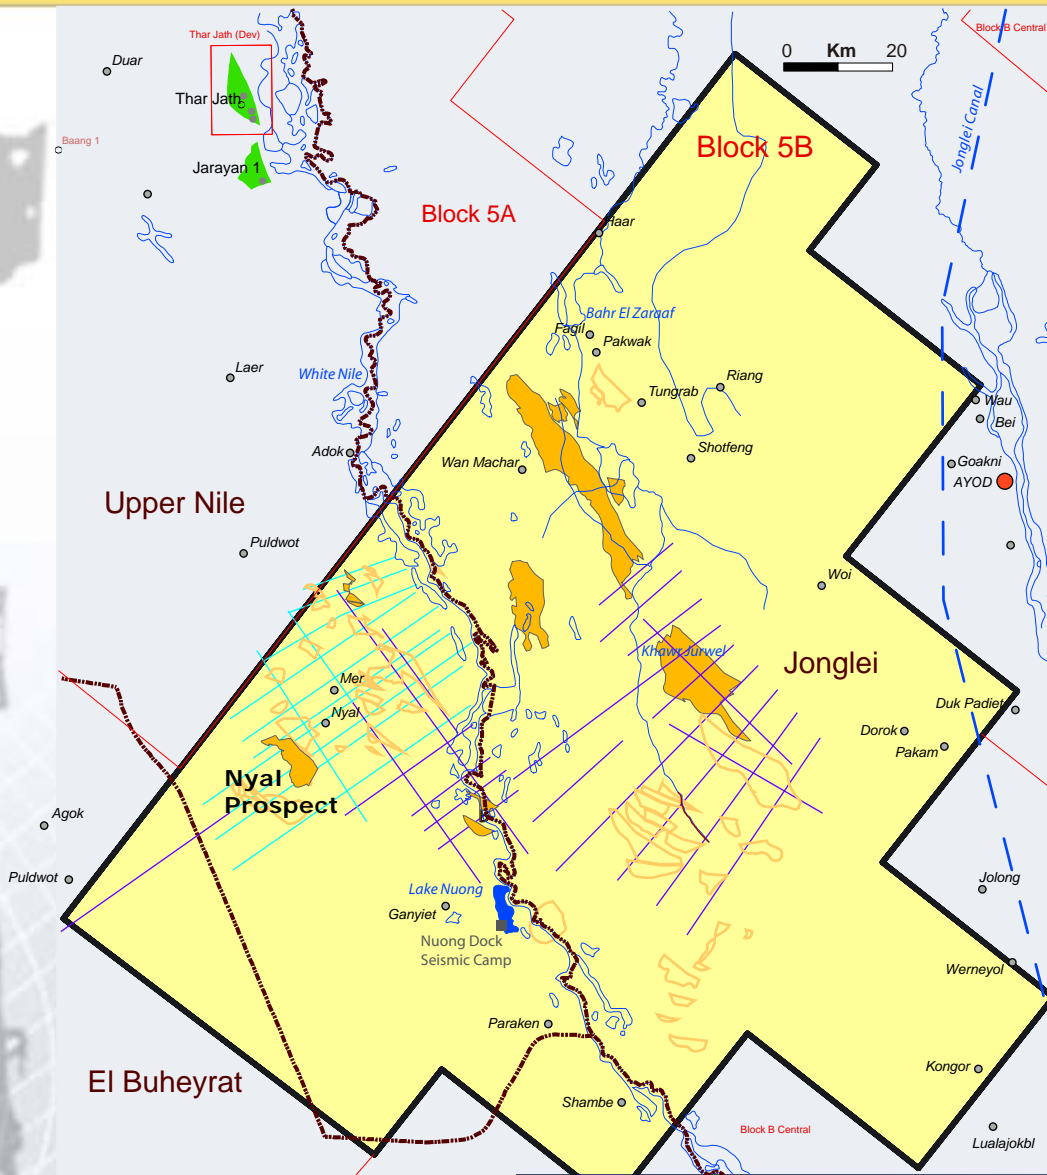 Block B Central
Thar Jath (Dev)
0 Km 20
Duar
Jonglei Canal
Thar Jath
Baang 1
Block 5B
Jarayan 1
Block 5A
Haar
Bahr El Zaraaf
Fagil
Pakwak
Laer
White Nile
Riang
Tungrab
Wau
Bei
Adok
Shotfeng
Wan Machar
Goakni
AYOD
Upper Nile
Puldwot
Woi
Khawr Jurwel
Jonglei
Mer
Nyal
Duk Padiet
Dorok
Pakam
Nyal
Prospect
Agok
Puldwot
Jolong
Lake Nuong
Ganyiet
Nuong Dock
Seismic Camp
Werneyol
Paraken
Kongor
El Buheyrat
Shambe
Block B Central
Lualajokbl